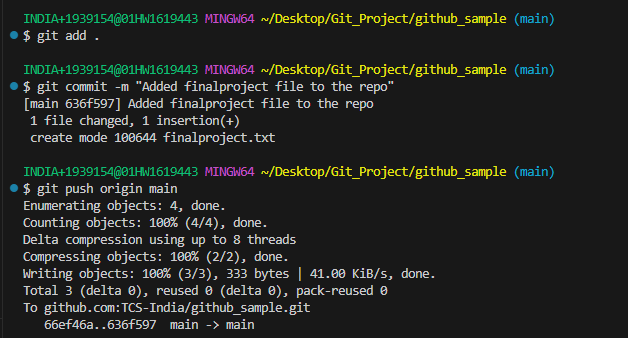 INDIA+1939154@01HW1619443 MINGW64 ~/Desktop/Git_Project/github_sample (main)
$ git add .
INDIA+1939154@01HW1619443 MINGW64 ~/Desktop/Git_Project/github_sample (main)
$ git commit -m "Added finalproject file to the repo"
[main 636f597] Added finalproject file to the repo
1 file changed, 1 insertion(+)
create mode 100644 finalproject.txt
INDIA+1939154@01HW1619443 MINGW64 ~/Desktop/Git_Project/github_sample (main)
$ git push origin main
Enumerating objects: 4, done.
Counting objects: 100% (4/4), done.
Delta compression using up to 8 threads
Compressing objects: 100% (2/2), done.
Writing objects: 100% (3/3), 333 bytes | 41.00 KiB/s, done.
Total 3 (delta 0), reused 0 (delta 0), pack-reused 0
To github.com:TCS-India/github_sample.git
66ef46a..636f597  main -> main